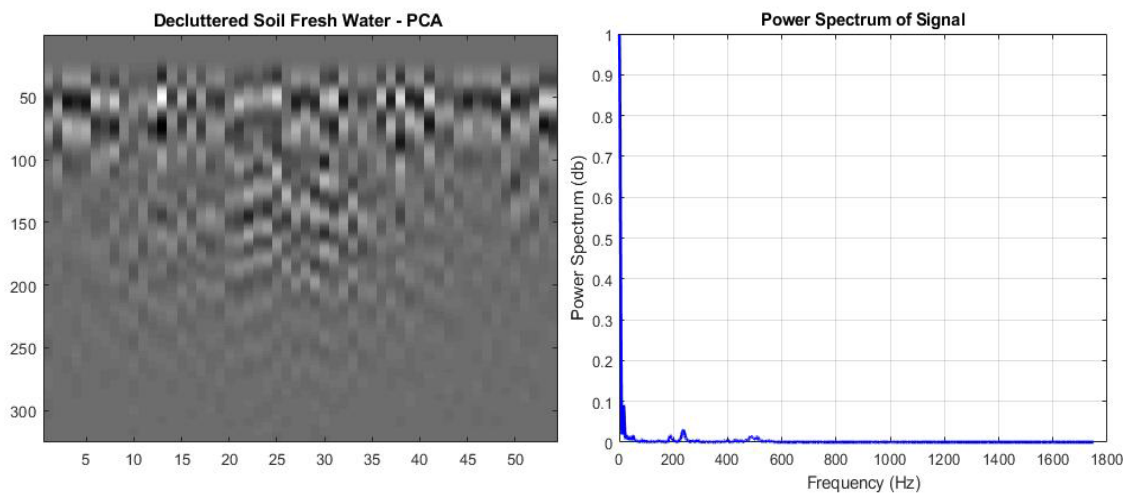 Decluttered Soil Fresh Water - PCA
50
100
150
200
250
300
5 10 15 20 25 30 35 40 45 50
Power Spectrum of Signal
Power Spectrum (db)
1
0.9
0.8
0.7
0.6
0.5
0.4
0.3
0.2
0.1
0
0 200 400 600 800 1000 1200 1400 1600 1800
Frequency (Hz)